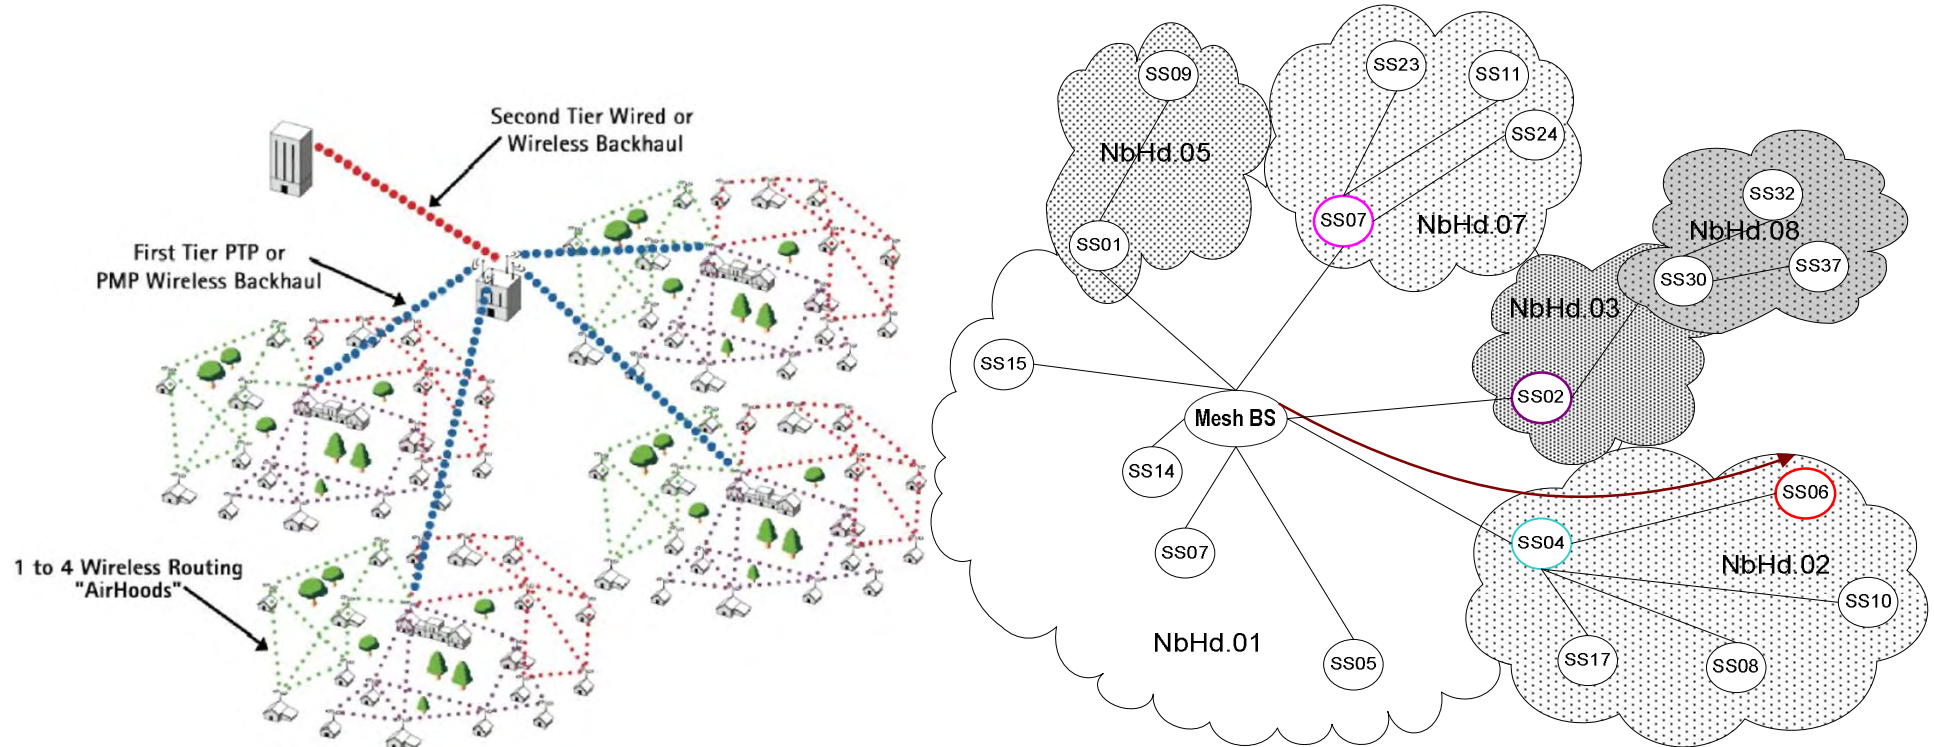 Second Tier Wired or
Wireless Backhaul
First Tier PTP or
PMP Wireless Backhaul
1 to 4 Wireless Routing
"AirHoods"
SS09
NbHd.05
SS01
SS23
SS11
SS24
SS07
NbHd.07
SS32
NbHd.08
SS30
SS37
NbHd.03
SS02
SS15
Mesh BS
SS14
SS07
NbHd.01
SS05
SS06
SS04
NbHd.02
SS10
SS17
SS08